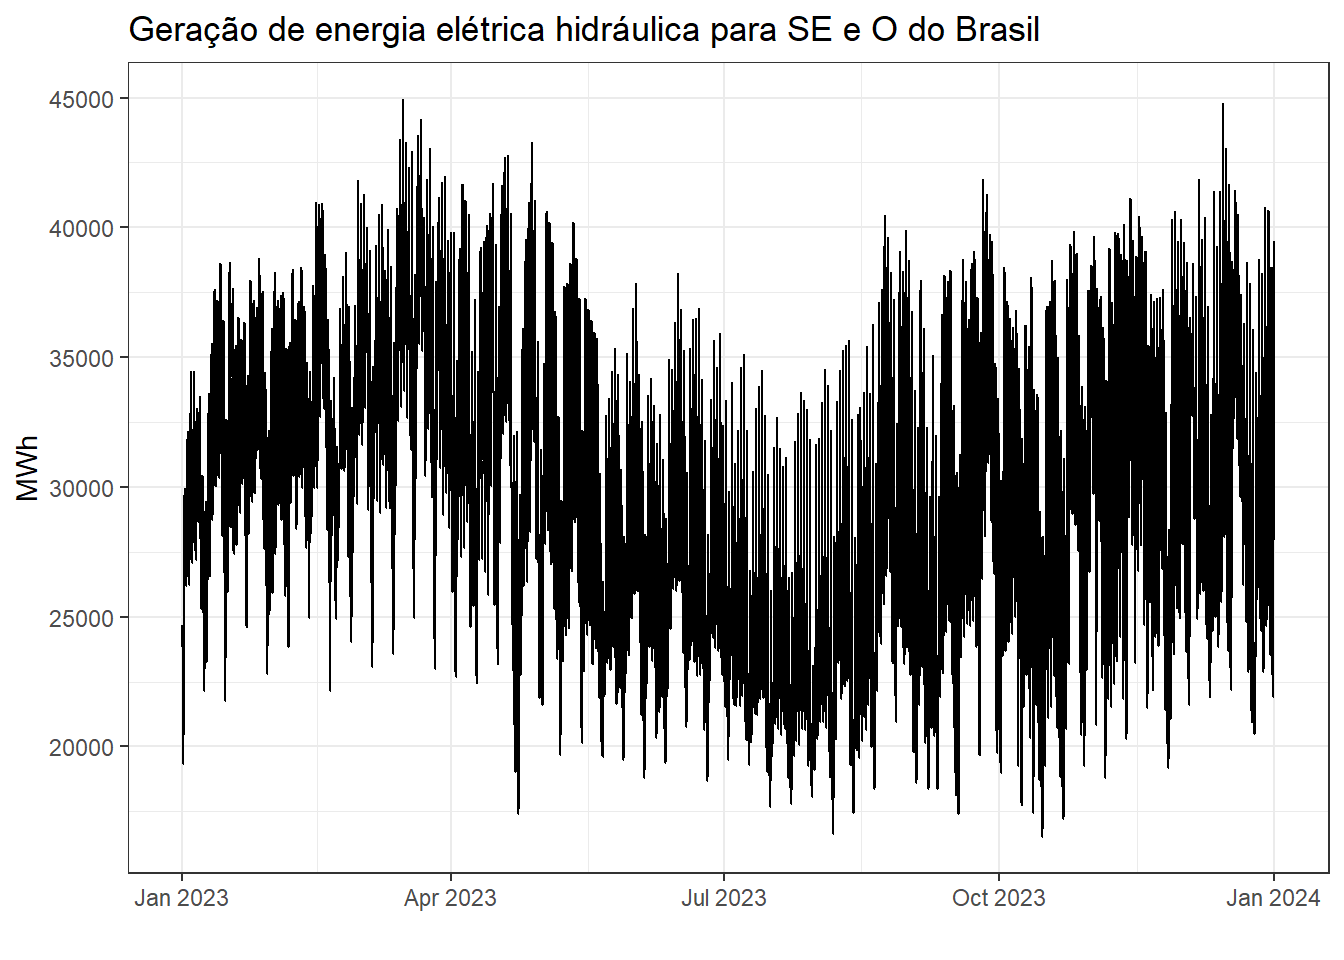 Geração de energia elétrica hidráulica para SE e O do Brasil
45000
40000
35000
30000
25000
20000
MWh
Jan 2023
Apr 2023
Jul 2023
Oct 2023
Jan 2024